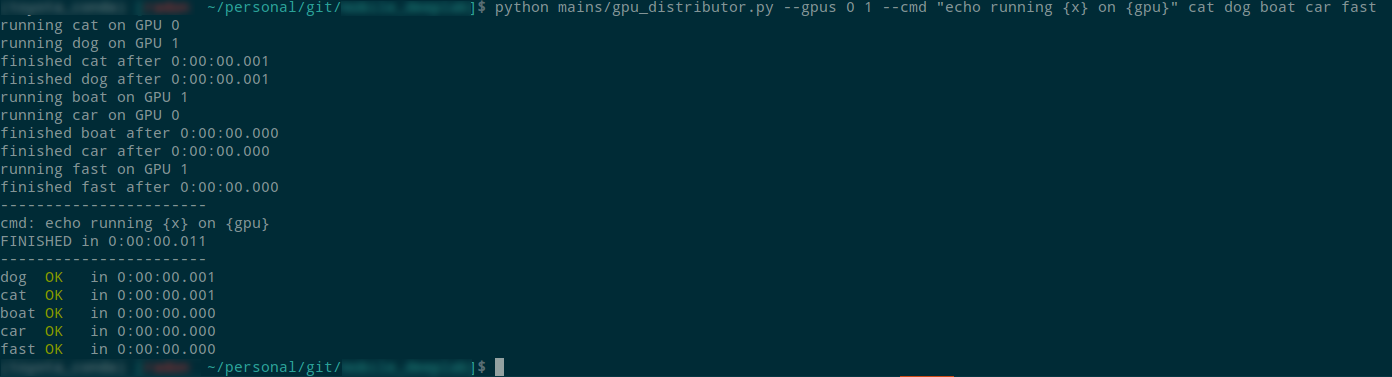 ~/personal/git/ ]$ python mains/gpu_distributor.py --gpus 0 1 --cmd "echo running {x} on {gpu}" cat dog boat car fast
running cat on GPU 0
running dog on GPU 1
finished cat after 0:00:00.001
finished dog after 0:00:00.001
running boat on GPU 1
running car on GPU 0
finished boat after 0:00:00.000
finished car after 0:00:00.000
running fast on GPU 1
finished fast after 0:00:00.000
-----------------------
cmd: echo running {x} on {gpu}
FINISHED in 0:00:00.011
-----------------------
dog  OK   in 0:00:00.001
cat  OK   in 0:00:00.001
boat OK   in 0:00:00.000
car  OK   in 0:00:00.000
fast OK   in 0:00:00.000
~/personal/git/ ]$